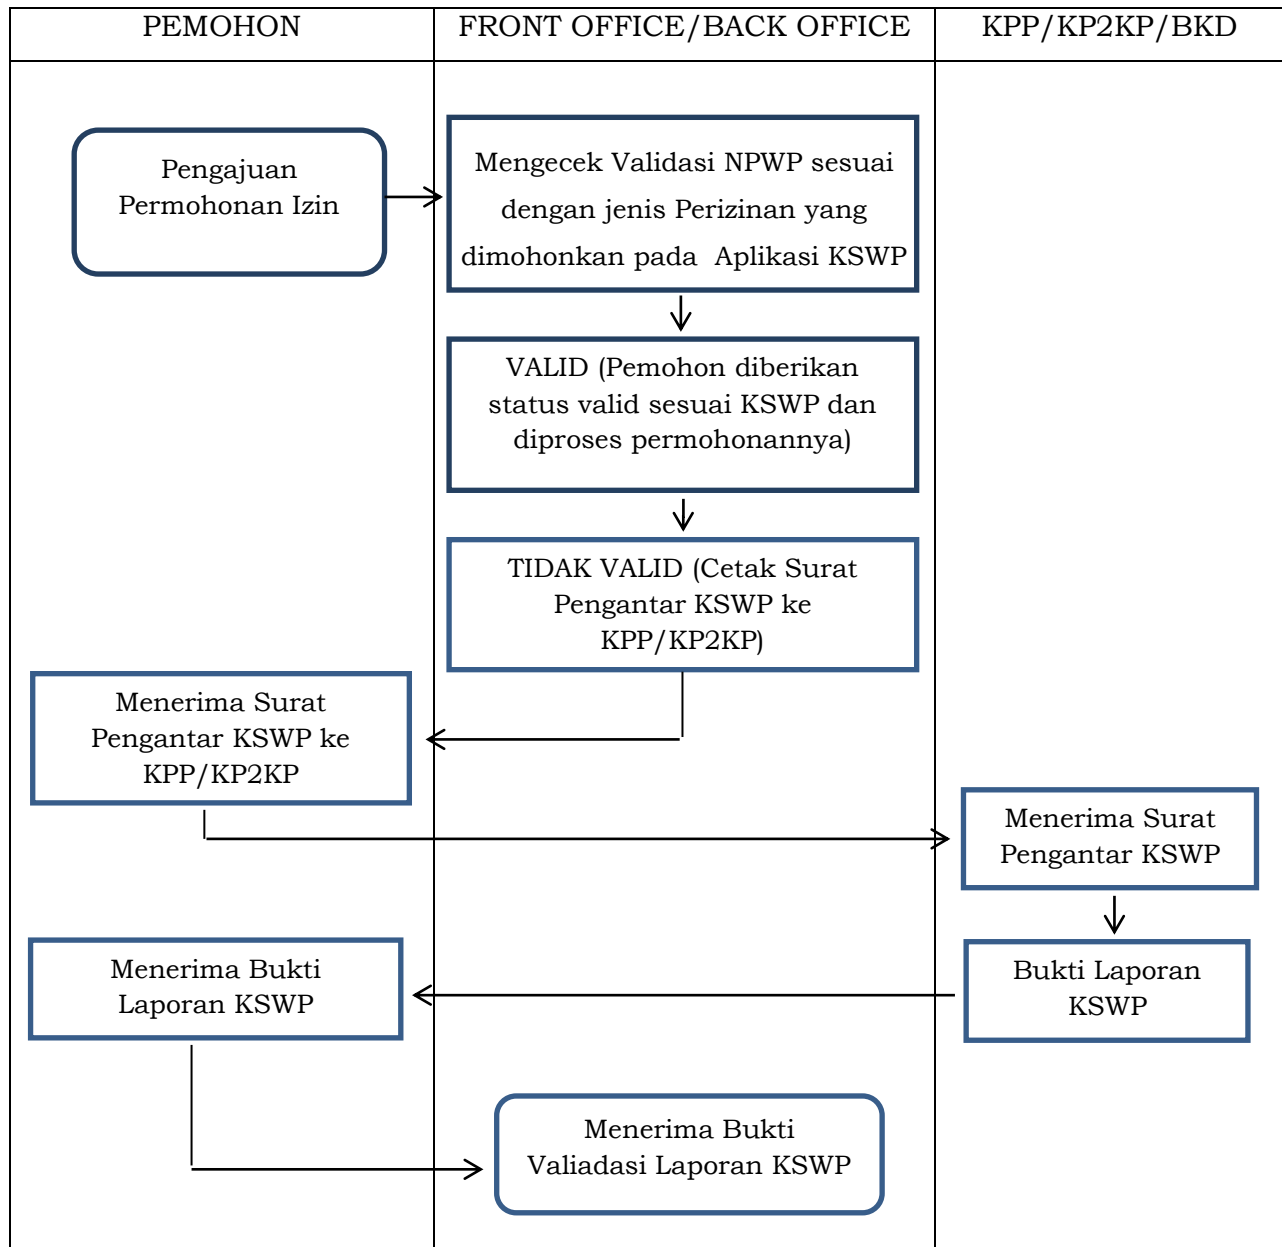 PEMOHON
FRONT OFFICE/BACK OFFICE
KPP/KP2KP/BKD
Pengajuan
Permohonan Izin
Mengecek Validasi NPWP sesuai
dengan jenis Perizinan yang
dimohonkan pada Aplikasi KSWP
VALID (Pemohon diberikan
status valid sesuai KSWP dan
diproses permohonannya)
TIDAK VALID (Cetak Surat
Pengantar KSWP ke
KPP/KP2KP)
Menerima Surat
Pengantar KSWP ke
KPP/KP2KP
Menerima Surat
Pengantar KSWP
Bukti Laporan
KSWP
Menerima Bukti
Laporan KSWP
Menerima Bukti
Valiadasi Laporan KSWP